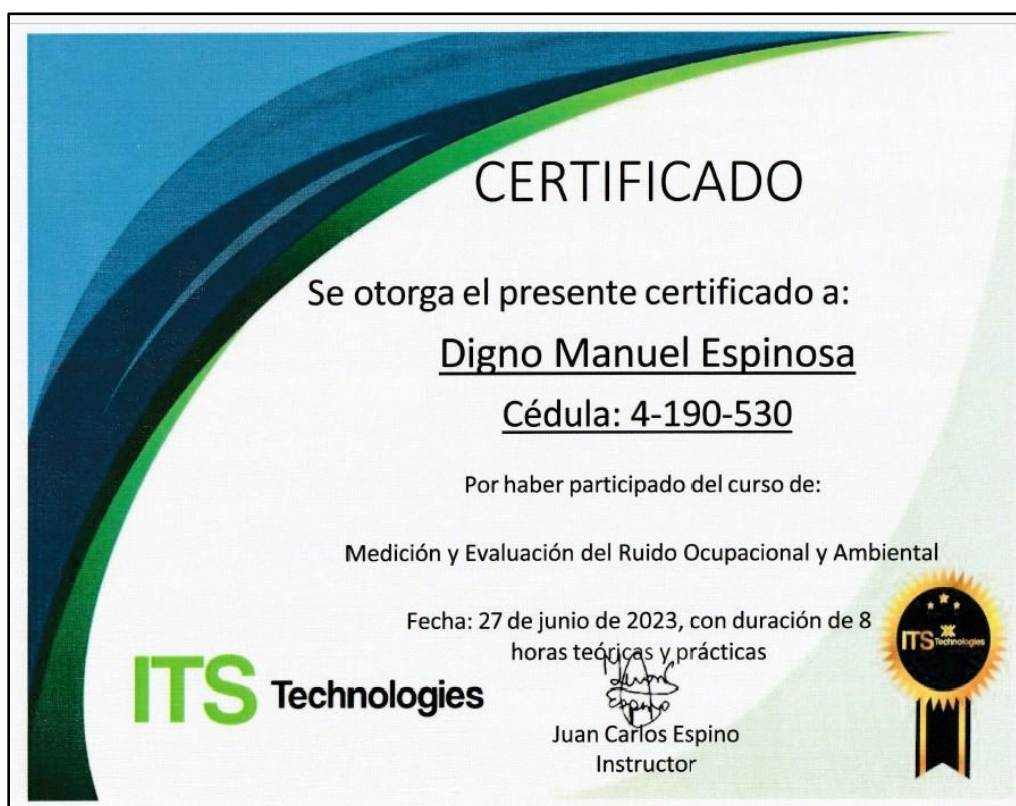 CERTIFICADO
Se otorga el presente certificado a:
Digno Manuel Espinosa
Cédula: 4-190-530
Por haber participado del curso de:
Medición y Evaluación del Ruido Ocupacional y Ambiental
Fecha: 27 de junio de 2023, con duración de 8
horas teóricas y prácticas
ITS Technologies
ITS Technologies
Juan Carlos Espino
Instructor